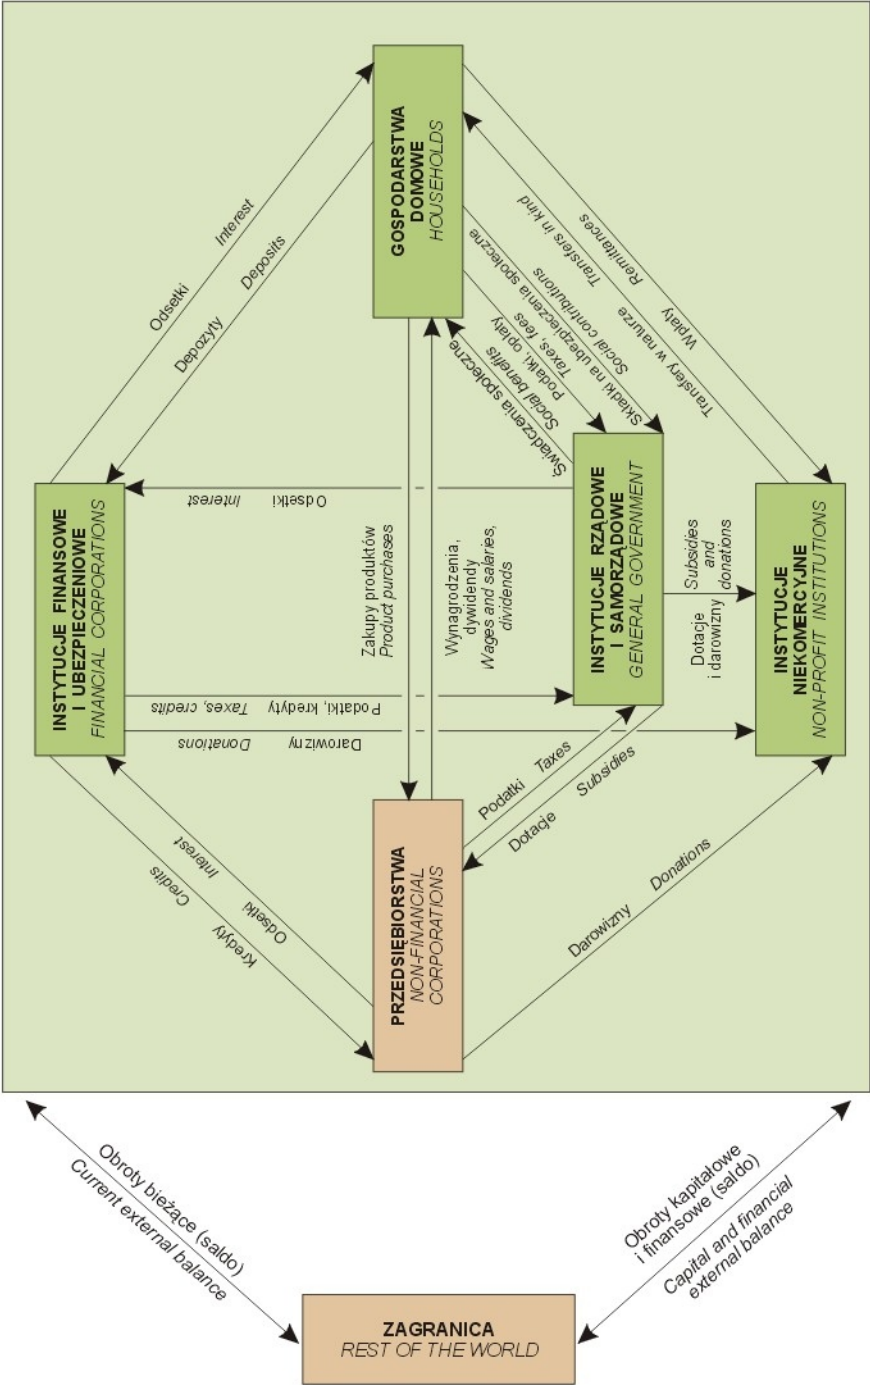 GOSPODARSTWA
DOMOWE
HOUSEHOLDS
Odsetki Interest
Depozyty Deposits
Wpłaty Remittances
Transfery w naturze Transfers in kind
Składki na ubezpieczenia społeczne
Social contributions
Taxes, fees
Podatki, opłaty
Social benefits
Świadczenia społeczne
INSTYTUCJE FINANSOWE
I UBEZPIECZENIOWE
FINANCIAL CORPORATIONS
Odsetki Interest
Zakupy produktów
Product purchases
Wynagrodzenia,
dywidendy
Wages and salaries,
dividends
INSTYTUCJE RZĄDOWE
I SAMORZĄDOWE
GENERAL GOVERNMENT
Subsidies
and
donations
Dotacje
i darowizny
INSTYTUCJE
NIEKOMERCYJNE
NON-PROFIT INSTITUTIONS
Podatki, kredyty Taxes, credits
Darowizny Donations
Podatki Taxes
Dotacje Subsidies
Odsetki Interest
Kredyty Credits
PRZEDSIĘBIORSTWA
NON-FINANCIAL
CORPORATIONS
Darowizny Donations
Obroty bieżące (saldo)
Current external balance
Obroty kapitałowe
i finansowe (saldo)
Capital and financial
external balance
ZAGRANICA
REST OF THE WORLD